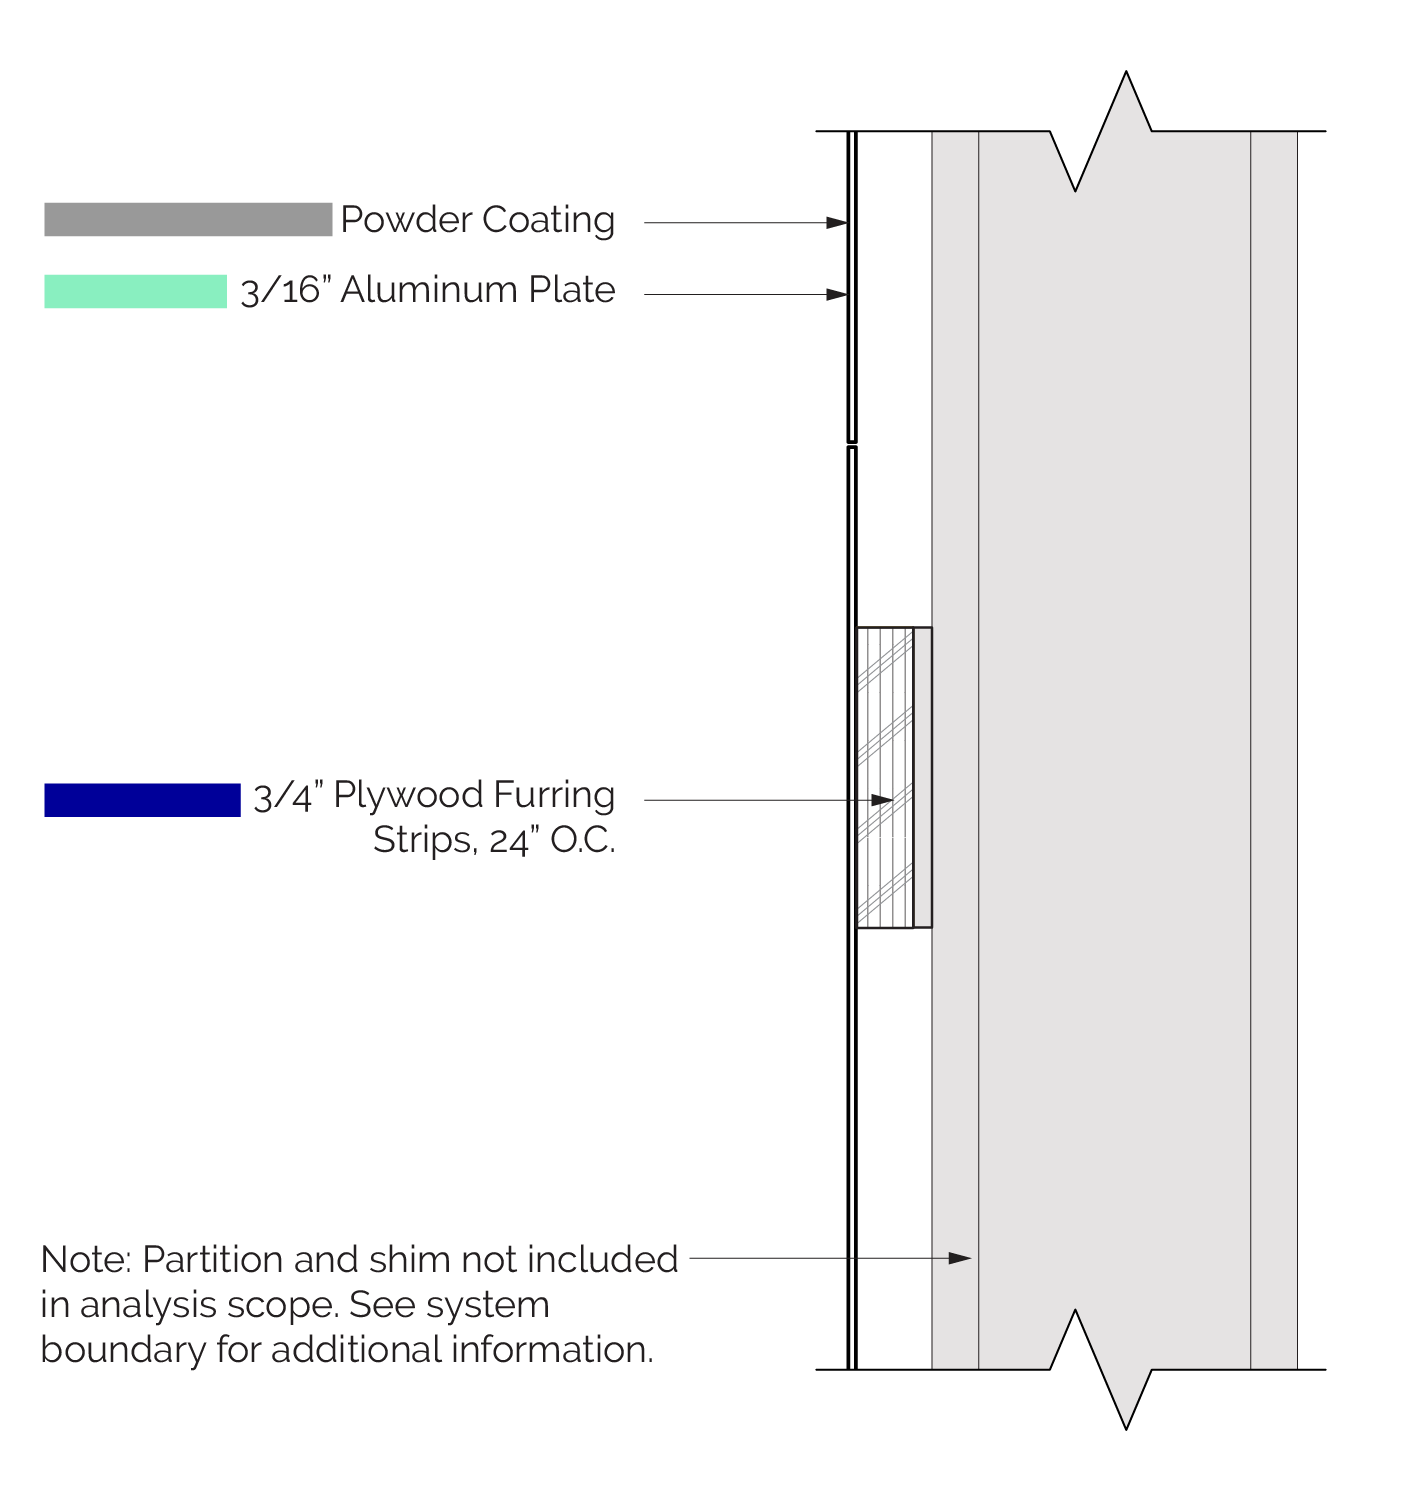 Powder Coating
3/16” Aluminum Plate
3/4” Plywood Furring
Strips, 24” O.C.
Note: Partition and shim not included
in analysis scope. See system
boundary for additional information.